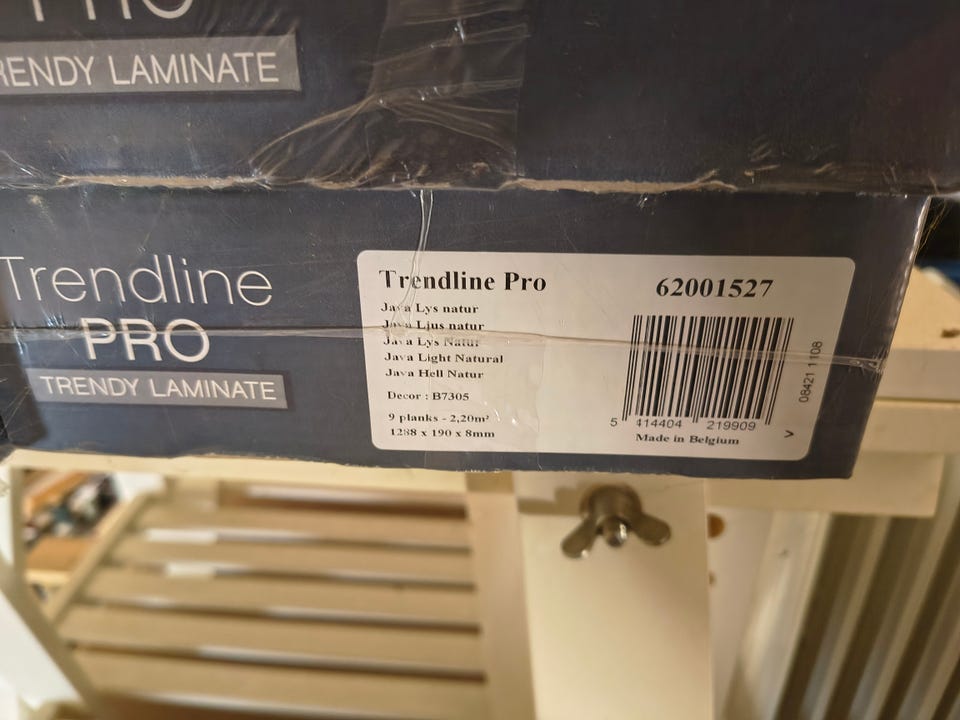 PRO
TRENDY LAMINATE
Trendline
PRO
TRENDY LAMINATE
Trendline Pro
62001527
Java Lys natur
Java Ljus natur
Java Lys Natur
Java Light Natural
Java Hell Natur
Decor : B7305
9 planks - 2,20m²
1288 x 190 x 8mm
5 414404 219909 >
Made in Belgium
08421 1108